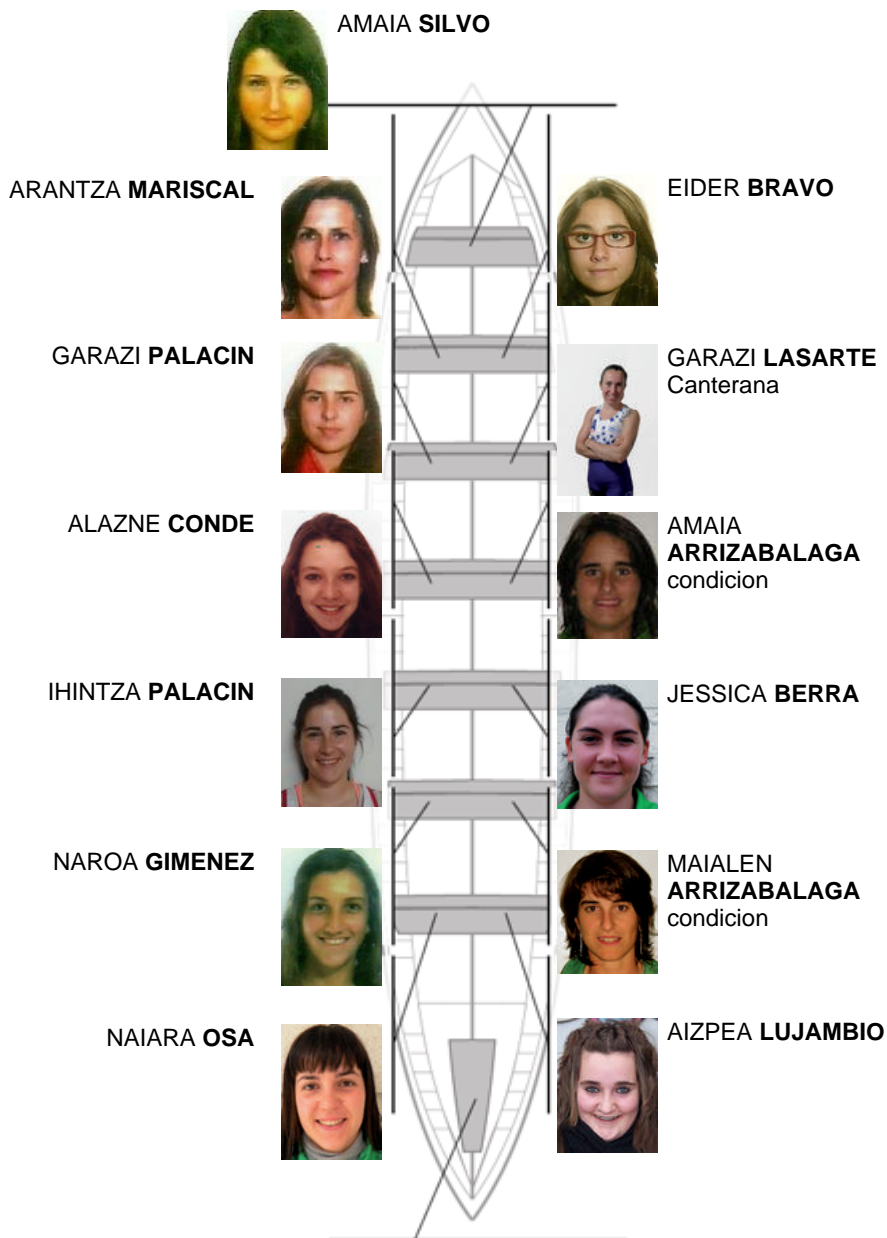 AMAIA SILVO
ARANTZA MARISCAL
EIDER BRAVO
GARAZI PALACIN
GARAZI LASARTE
Canterana
ALAZNE CONDE
AMAIA
ARRIZABALAGA
condicion
IHINTZA PALACIN
JESSICA BERRA
NAROA GIMENEZ
MAIALEN
ARRIZABALAGA
condicion
NAIARA OSA
AIZPEA LUJAMBIO